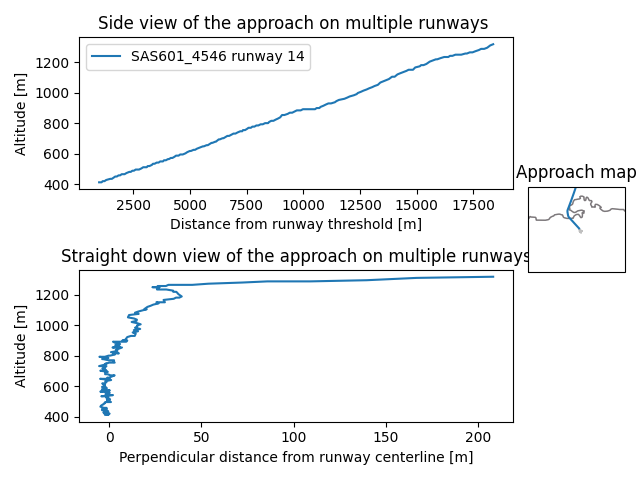 Side view of the approach on multiple runways
Altitude [m]
1200
1000
800
600
400
SAS601_4546 runway 14
2500
5000
7500
10000
12500
15000
17500
Distance from runway threshold [m]
Approach map
Straight down view of the approach on multiple runways
Altitude [m]
1200
1000
800
600
400
0
50
100
150
200
Perpendicular distance from runway centerline [m]